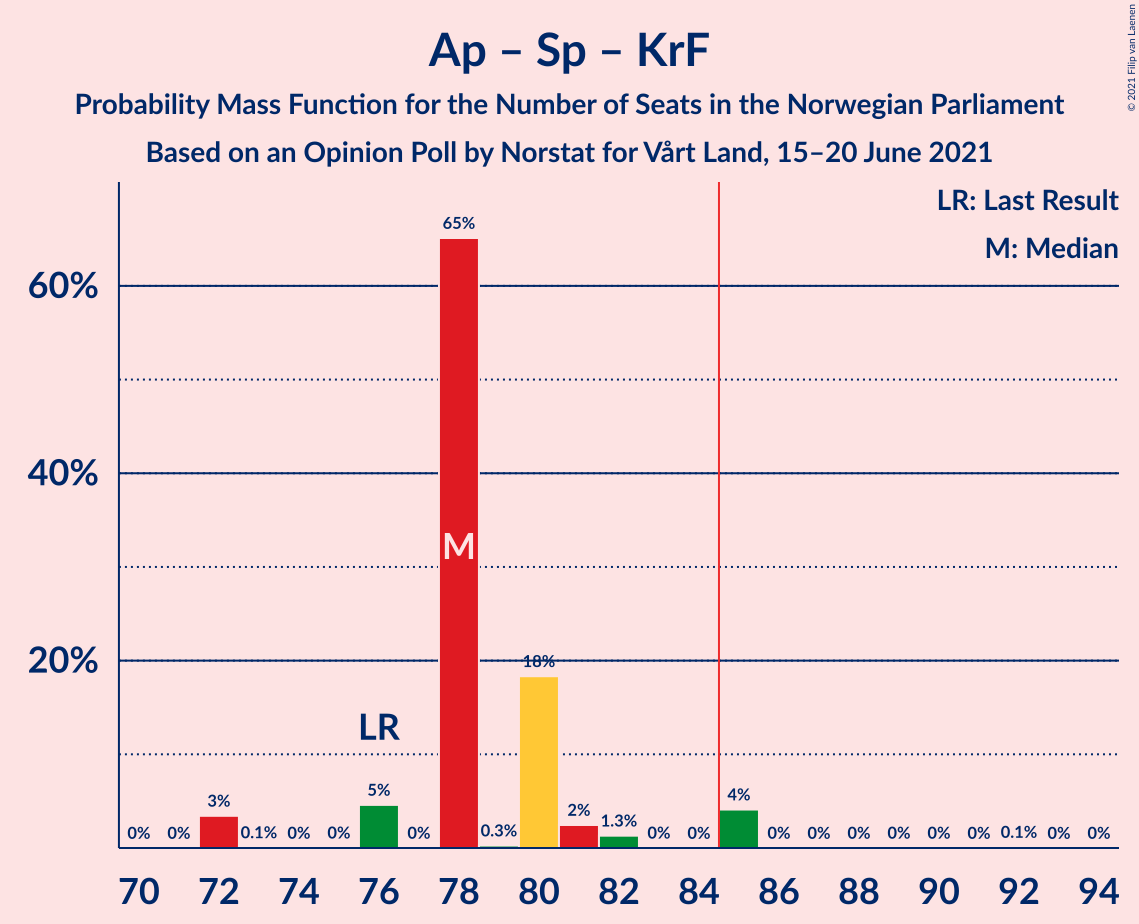 Ap – Sp – KrF
Probability Mass Function for the Number of Seats in the Norwegian Parliament
Based on an Opinion Poll by Norstat for Vårt Land, 15–20 June 2021
© 2021 Filip van Laenen
LR: Last Result
M: Median
60%
40%
20%
0% 0% 3% 0.1% 0% 0% 5% 0% 65% 0.3% 18% 2% 1.3% 0% 0% 4% 0% 0% 0% 0% 0% 0% 0.1% 0% 0%
LR
M
70 72 74 76 78 80 82 84 86 88 90 92 94